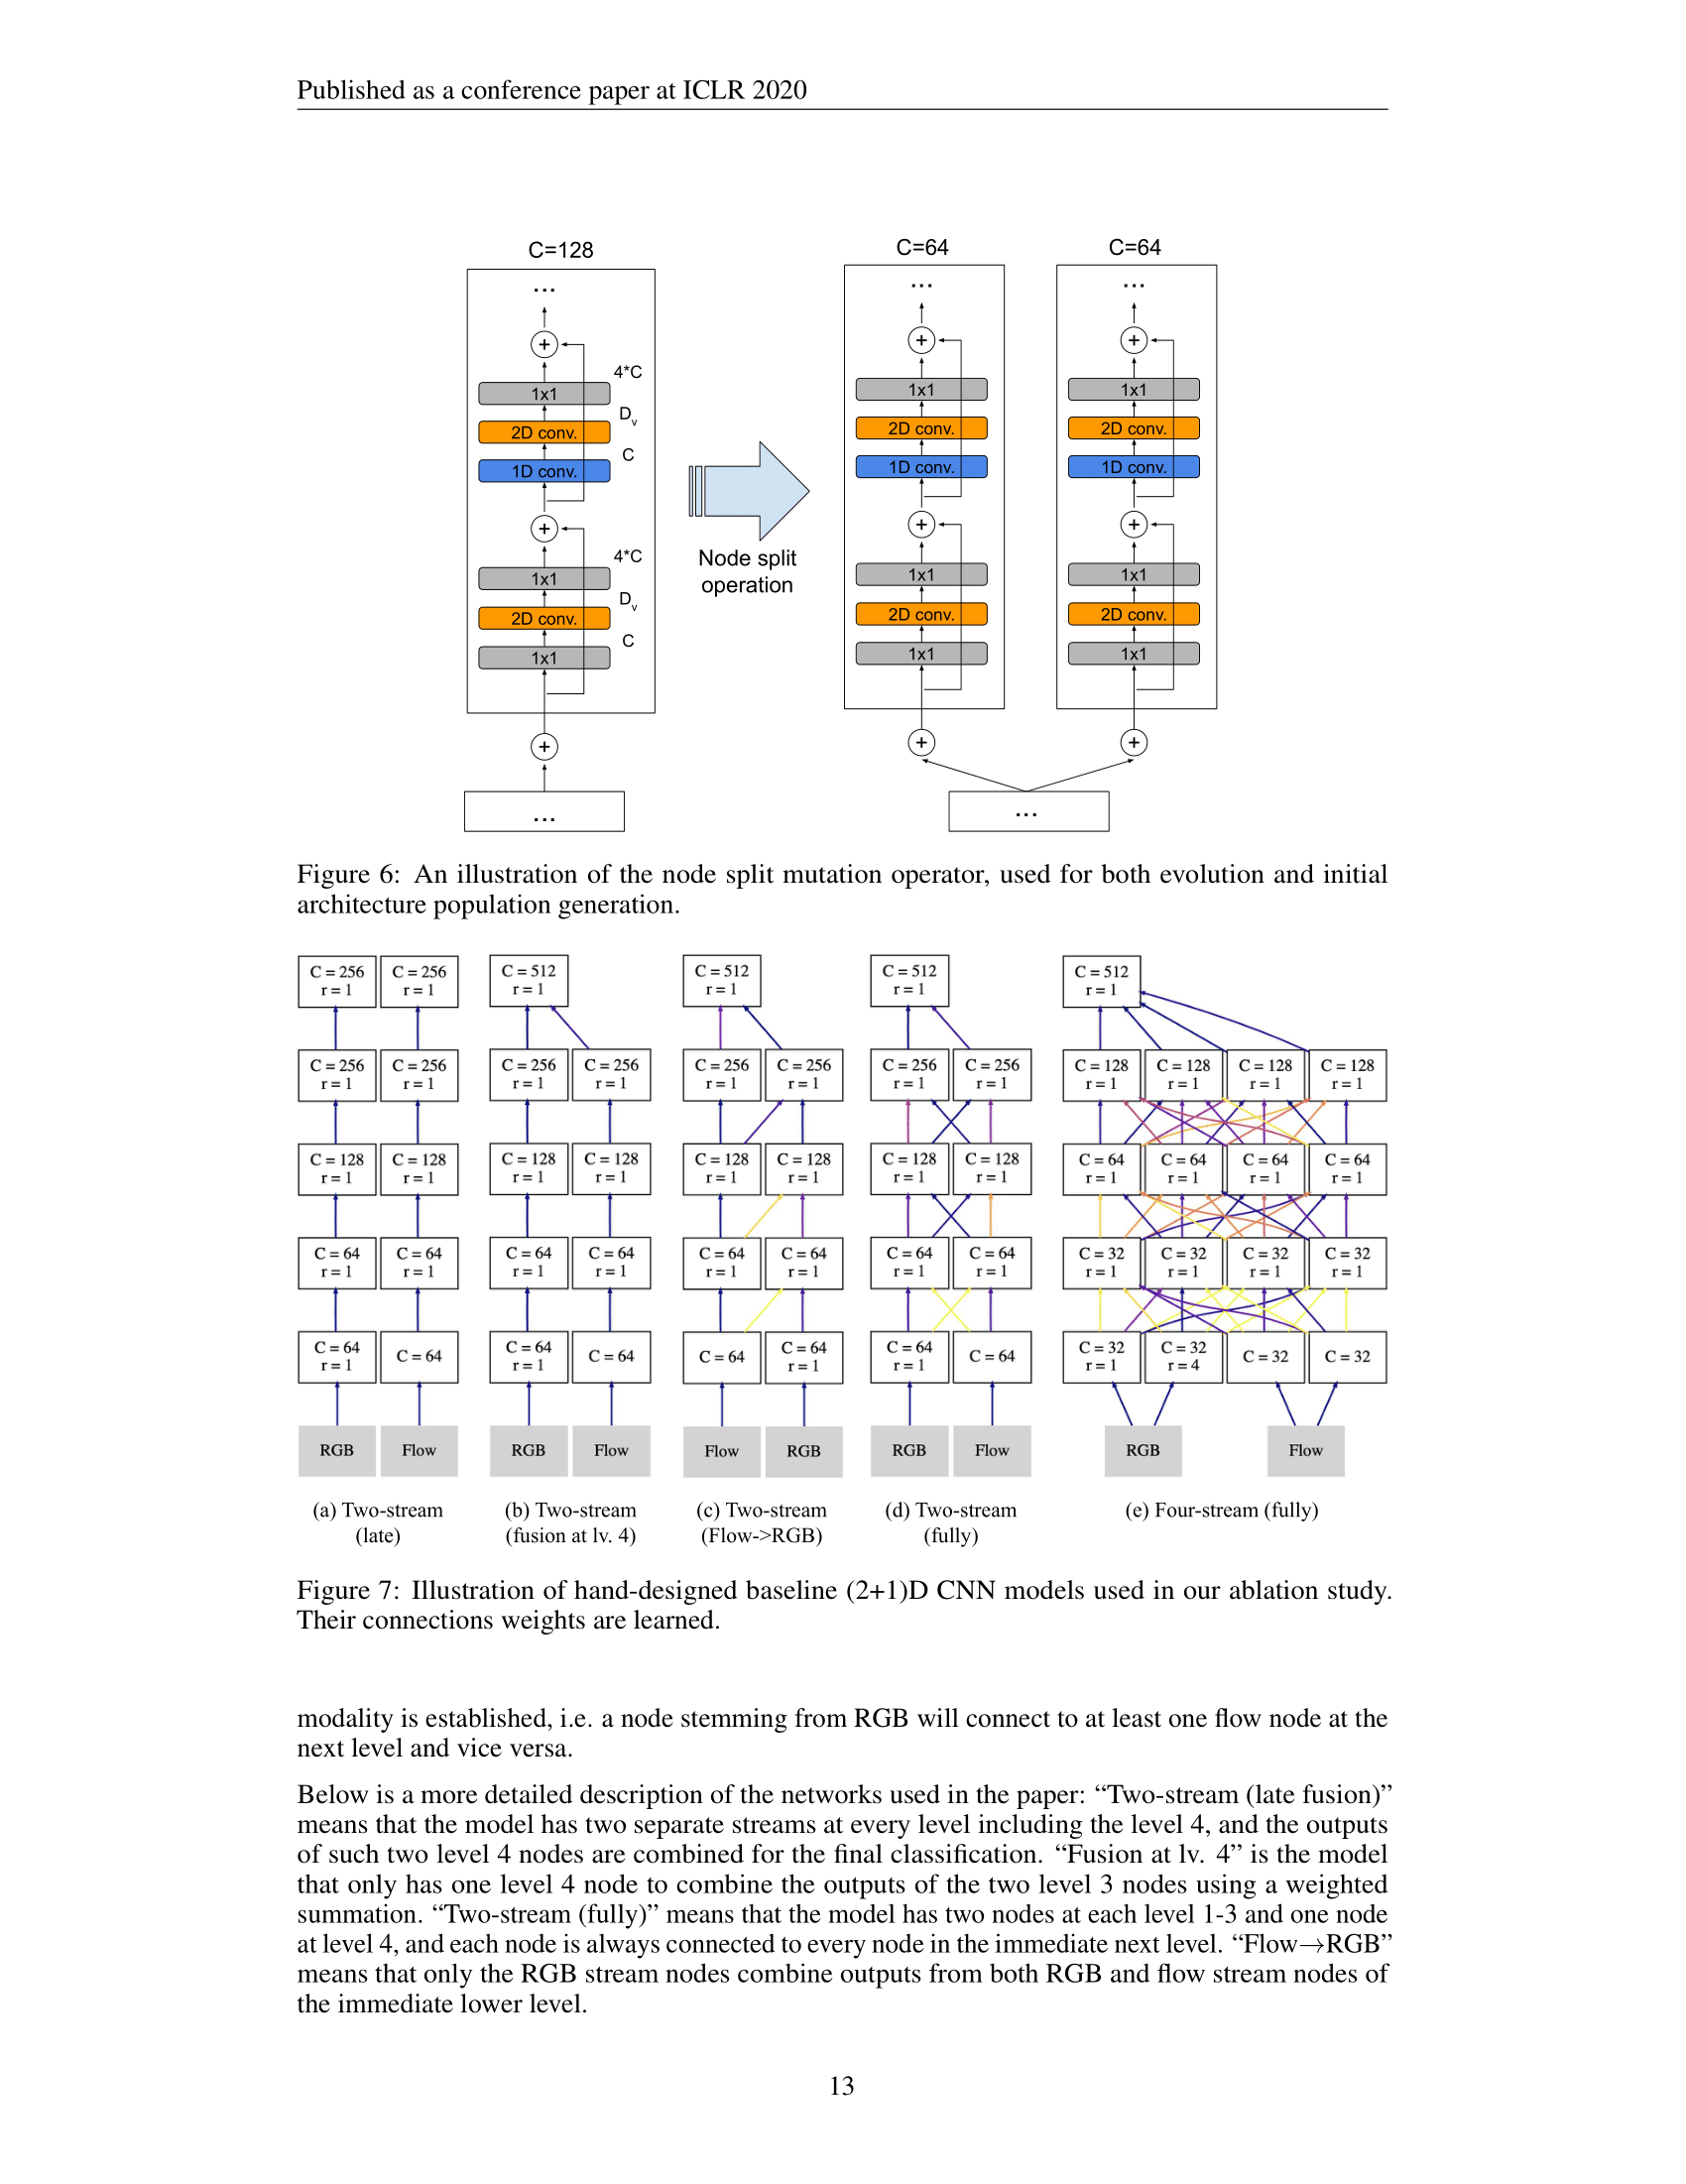 Published as a conference paper at ICLR 2020
C=128
...
+
4*C
1x1
Dv
2D conv.
C
1D conv.
+
4*C
1x1
Dv
2D conv.
C
1x1
+
...
Node split
operation
C=64
...
+
1x1
2D conv.
1D conv.
+
1x1
2D conv.
1x1
+
C=64
...
+
1x1
2D conv.
1D conv.
+
1x1
2D conv.
1x1
+
...
Figure 6: An illustration of the node split mutation operator, used for both evolution and initial
architecture population generation.
C = 256 C = 256
r = 1 r = 1
C = 256 C = 256
r = 1 r = 1
C = 128 C = 128
r = 1 r = 1
C = 64 C = 64
r = 1 r = 1
C = 64 C = 64
r = 1
RGB Flow
(a) Two-stream
(late)
C = 512
r = 1
C = 256 C = 256
r = 1 r = 1
C = 128 C = 128
r = 1 r = 1
C = 64 C = 64
r = 1 r = 1
C = 64 C = 64
r = 1
RGB Flow
(b) Two-stream
(fusion at lv. 4)
C = 512
r = 1
C = 256 C = 256
r = 1 r = 1
C = 128 C = 128
r = 1 r = 1
C = 64 C = 64
r = 1 r = 1
C = 64 C = 64
r = 1
Flow RGB
(c) Two-stream
(Flow->RGB)
C = 512
r = 1
C = 256 C = 256
r = 1 r = 1
C = 128 C = 128
r = 1 r = 1
C = 64 C = 64
r = 1 r = 1
C = 64 C = 64
r = 1
RGB Flow
(d) Two-stream
(fully)
C = 512
r = 1
C = 128 C = 128 C = 128 C = 128
r = 1 r = 1 r = 1 r = 1
C = 64 C = 64 C = 64 C = 64
r = 1 r = 1 r = 1 r = 1
C = 32 C = 32 C = 32 C = 32
r = 1 r = 1 r = 1 r = 1
C = 32 C = 32 C = 32 C = 32
r = 1 r = 4
RGB Flow
(e) Four-stream (fully)
Figure 7: Illustration of hand-designed baseline (2+1)D CNN models used in our ablation study.
Their connections weights are learned.
modality is established, i.e. a node stemming from RGB will connect to at least one flow node at the
next level and vice versa.
Below is a more detailed description of the networks used in the paper: “Two-stream (late fusion)”
means that the model has two separate streams at every level including the level 4, and the outputs
of such two level 4 nodes are combined for the final classification. “Fusion at lv. 4” is the model
that only has one level 4 node to combine the outputs of the two level 3 nodes using a weighted
summation. “Two-stream (fully)” means that the model has two nodes at each level 1-3 and one node
at level 4, and each node is always connected to every node in the immediate next level. “Flow→RGB”
means that only the RGB stream nodes combine outputs from both RGB and flow stream nodes of
the immediate lower level.
13